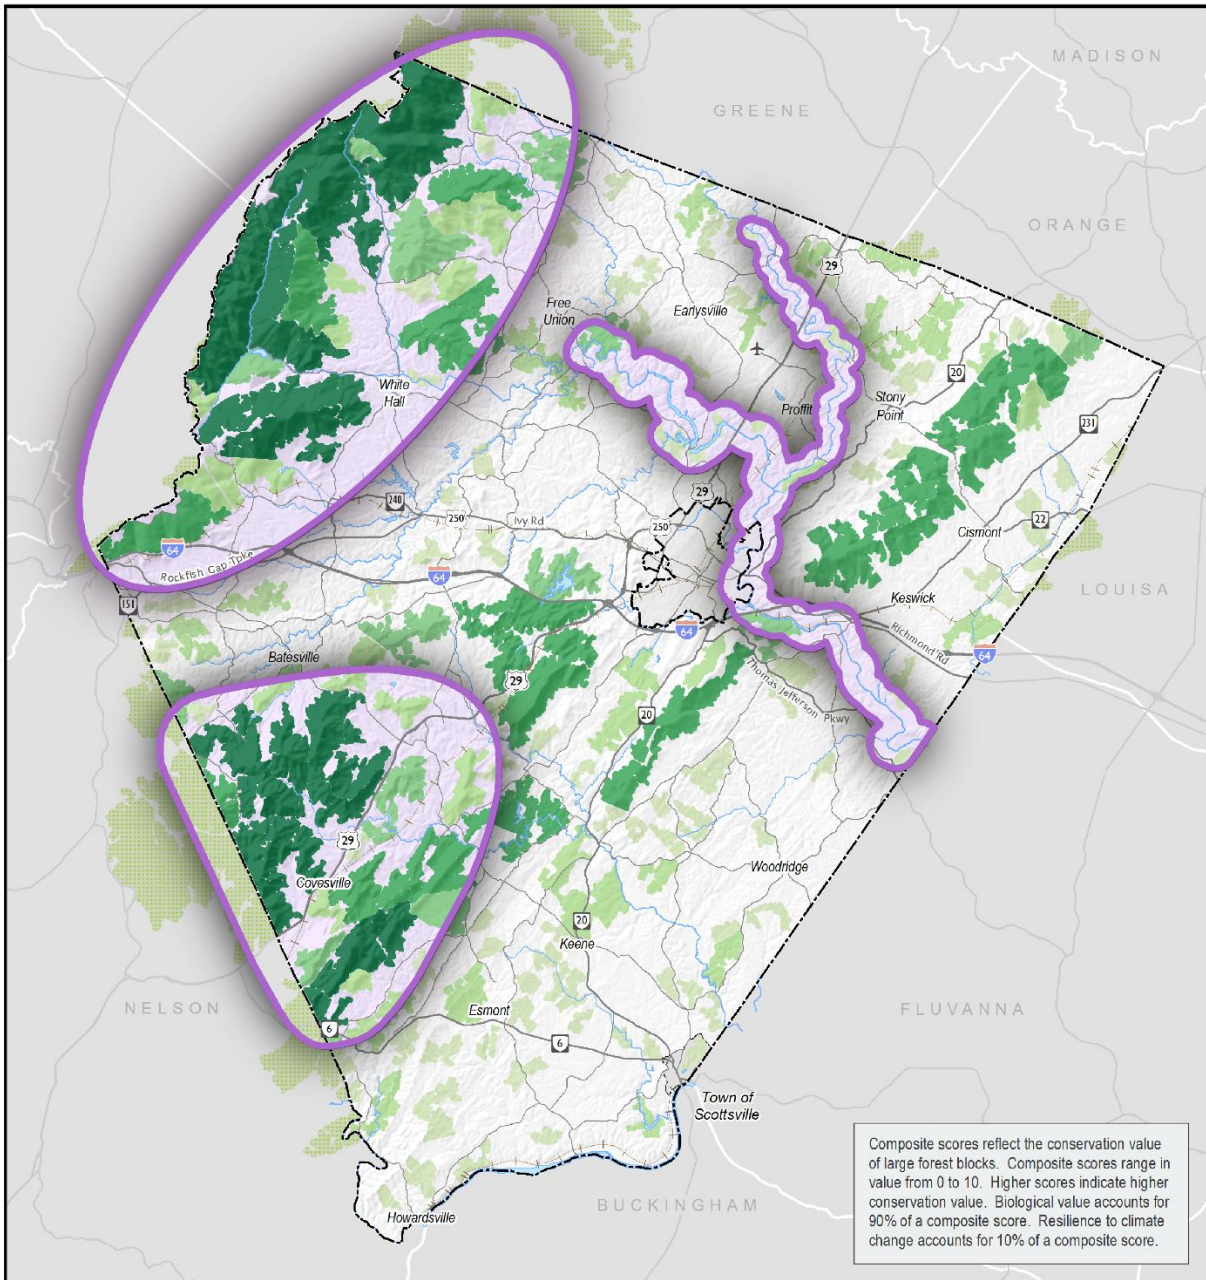 MADISON
GREENE
ORANGE
29
Free
Union
Earlysville
20
Stony
Point
Proffit
231
White
Hall
240
250
Ivy Rd
29
250
22
Cismont
64
Rockfish Gap Tpke
64
151
Keswick
LOUISA
64
Richmond Rd
64
Batesville
29
20
Thomas Jefferson Pkwy
29
Covesville
Woodridge
20
Keene
NELSON
6
Esmont
6
FLUVANNA
Town of
Scottsville
BUCKINGHAM
Howardsville
Composite scores reflect the conservation value
of large forest blocks. Composite scores range in
value from 0 to 10. Higher scores indicate higher
conservation value. Biological value accounts for
90% of a composite score. Resilience to climate
change accounts for 10% of a composite score.